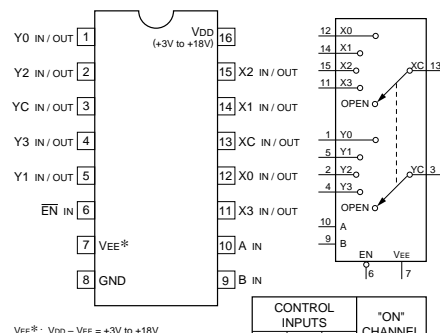 Y0 IN / OUT 1
VDD
(+3V to +18V)
16
Y2 IN / OUT 2
15 X2 IN / OUT
YC IN / OUT 3
14 X1 IN / OUT
Y3 IN / OUT 4
13 XC IN / OUT
Y1 IN / OUT 5
12 X0 IN / OUT
EN IN 6
11 X3 IN / OUT
7 VEE*
10 A IN
8 GND
9 B IN
12 X0
14 X1
15 X2
XC 13
11 X3
OPEN
1 Y0
5 Y1
2 Y2
YC 3
4 Y3
OPEN
10 A
9 B
EN VEE
6 7
VEE* : VDD – VEE = +3V to +18V
CONTROL
INPUTS
"ON"
CHANNEL